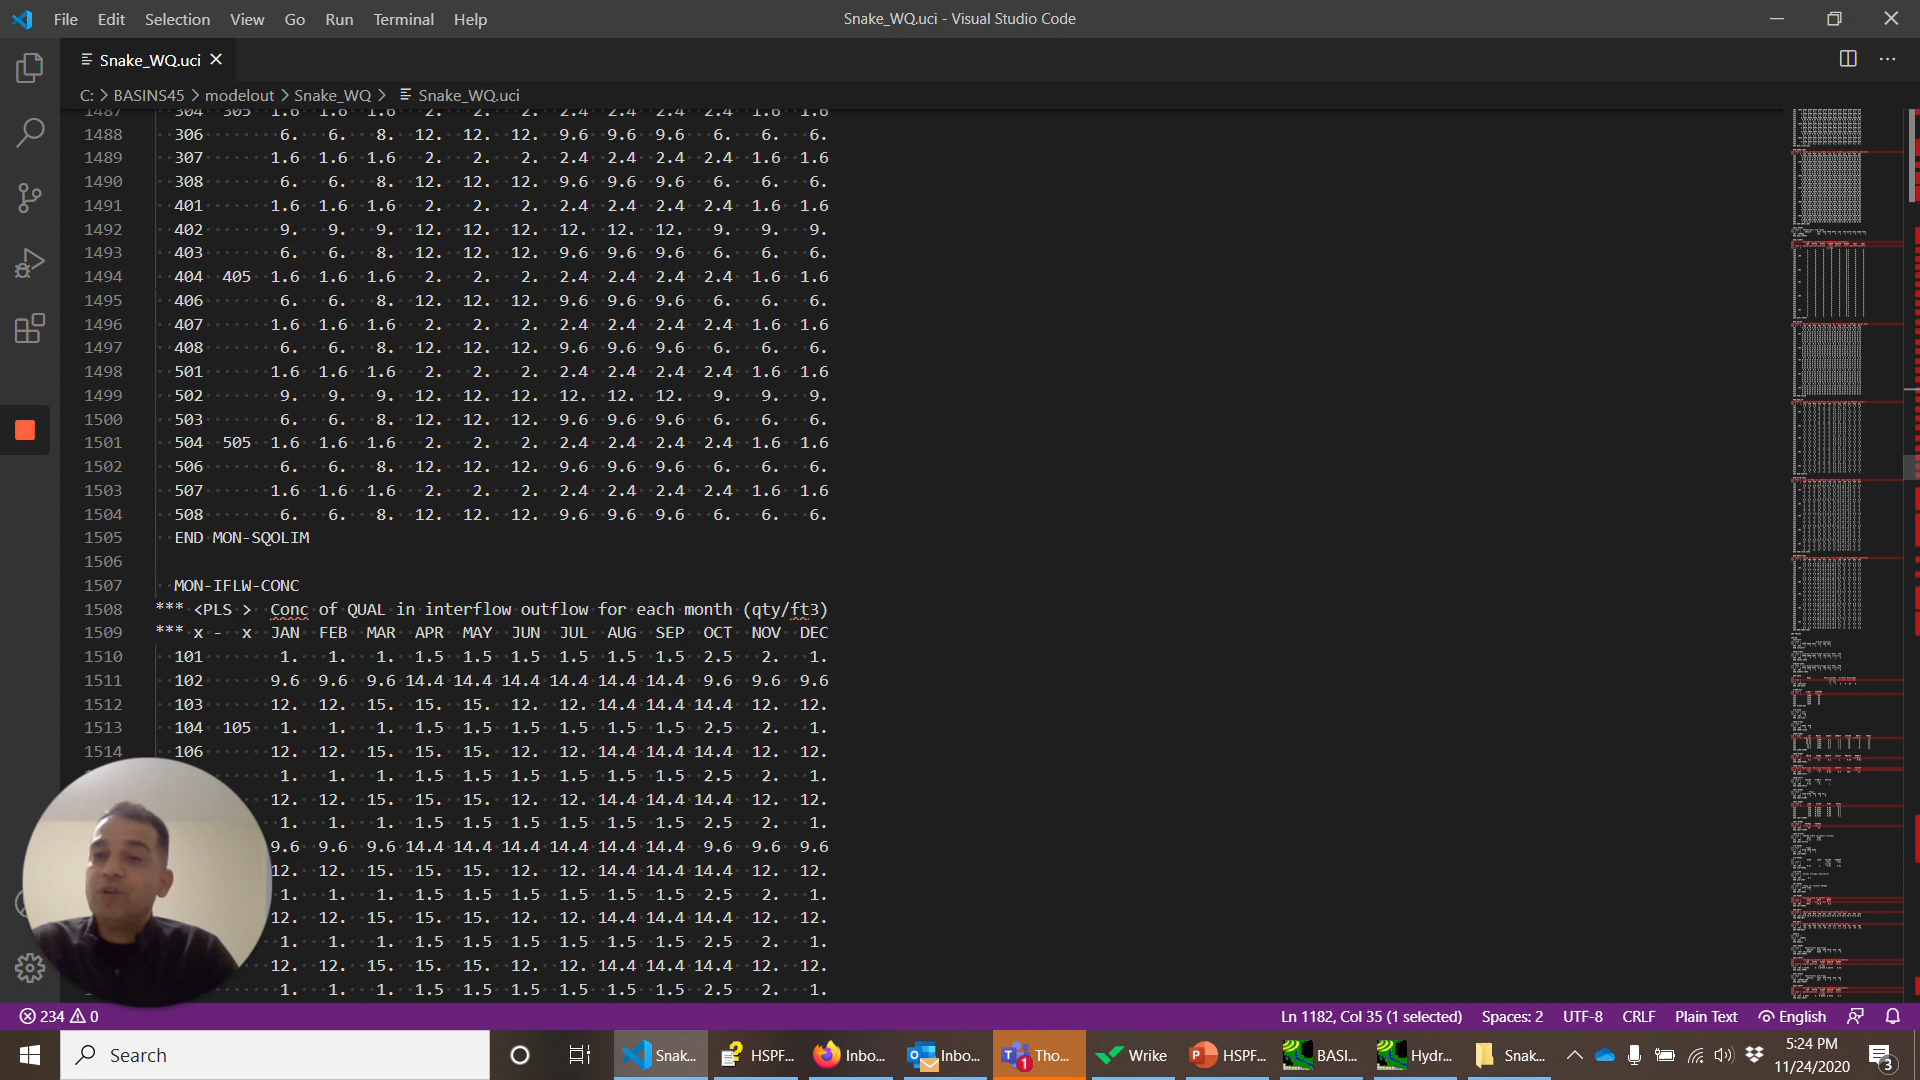 File Edit Selection View Go Run Terminal Help Snake_WQ.uci - Visual Studio Code
Snake_WQ.uci
C: > BASINS45 > modelout > Snake_WQ > Snake_WQ.uci
1487 304 305 1.6 1.6 1.6 2. 2. 2. 2.4 2.4 2.4 2.4 1.6 1.6
1488 306 6. 6. 8. 12. 12. 12. 9.6 9.6 9.6 6. 6. 6.
1489 307 1.6 1.6 1.6 2. 2. 2. 2.4 2.4 2.4 2.4 1.6 1.6
1490 308 6. 6. 8. 12. 12. 12. 9.6 9.6 9.6 6. 6. 6.
1491 401 1.6 1.6 1.6 2. 2. 2. 2.4 2.4 2.4 2.4 1.6 1.6
1492 402 9. 9. 9. 12. 12. 12. 12. 12. 12. 9. 9. 9.
1493 403 6. 6. 8. 12. 12. 12. 9.6 9.6 9.6 6. 6. 6.
1494 404 405 1.6 1.6 1.6 2. 2. 2. 2.4 2.4 2.4 2.4 1.6 1.6
1495 406 6. 6. 8. 12. 12. 12. 9.6 9.6 9.6 6. 6. 6.
1496 407 1.6 1.6 1.6 2. 2. 2. 2.4 2.4 2.4 2.4 1.6 1.6
1497 408 6. 6. 8. 12. 12. 12. 9.6 9.6 9.6 6. 6. 6.
1498 501 1.6 1.6 1.6 2. 2. 2. 2.4 2.4 2.4 2.4 1.6 1.6
1499 502 9. 9. 9. 12. 12. 12. 12. 12. 12. 9. 9. 9.
1500 503 6. 6. 8. 12. 12. 12. 9.6 9.6 9.6 6. 6. 6.
1501 504 505 1.6 1.6 1.6 2. 2. 2. 2.4 2.4 2.4 2.4 1.6 1.6
1502 506 6. 6. 8. 12. 12. 12. 9.6 9.6 9.6 6. 6. 6.
1503 507 1.6 1.6 1.6 2. 2. 2. 2.4 2.4 2.4 2.4 1.6 1.6
1504 508 6. 6. 8. 12. 12. 12. 9.6 9.6 9.6 6. 6. 6.
1505 END MON-SQOLIM
1506
1507 MON-IFLW-CONC
1508 *** <PLS > Conc of QUAL in interflow outflow for each month (qty/ft3)
1509 *** x - x JAN FEB MAR APR MAY JUN JUL AUG SEP OCT NOV DEC
1510 101 1. 1. 1. 1.5 1.5 1.5 1.5 1.5 1.5 2.5 2. 1.
1511 102 9.6 9.6 9.6 14.4 14.4 14.4 14.4 14.4 14.4 9.6 9.6 9.6
1512 103 12. 12. 15. 15. 15. 12. 12. 14.4 14.4 14.4 12. 12.
1513 104 105 1. 1. 1. 1.5 1.5 1.5 1.5 1.5 1.5 2.5 2. 1.
1514 106 12. 12. 15. 15. 15. 12. 12. 14.4 14.4 14.4 12. 12.
1. 1. 1. 1.5 1.5 1.5 1.5 1.5 1.5 2.5 2. 1.
12. 12. 15. 15. 15. 12. 12. 14.4 14.4 14.4 12. 12.
1. 1. 1. 1.5 1.5 1.5 1.5 1.5 1.5 2.5 2. 1.
9.6 9.6 9.6 14.4 14.4 14.4 14.4 14.4 14.4 9.6 9.6 9.6
12. 12. 15. 15. 15. 12. 12. 14.4 14.4 14.4 12. 12.
1. 1. 1. 1.5 1.5 1.5 1.5 1.5 1.5 2.5 2. 1.
12. 12. 15. 15. 15. 12. 12. 14.4 14.4 14.4 12. 12.
1. 1. 1. 1.5 1.5 1.5 1.5 1.5 1.5 2.5 2. 1.
12. 12. 15. 15. 15. 12. 12. 14.4 14.4 14.4 12. 12.
1. 1. 1. 1.5 1.5 1.5 1.5 1.5 1.5 2.5 2. 1.
234 0 Ln 1182, Col 35 (1 selected) Spaces: 2 UTF-8 CRLF Plain Text English
Search Snak... HSPF... Inbo... Inbo... Tho... Wrike HSPF... BASI... Hydr... Snak... 5:24 PM
11/24/2020 3